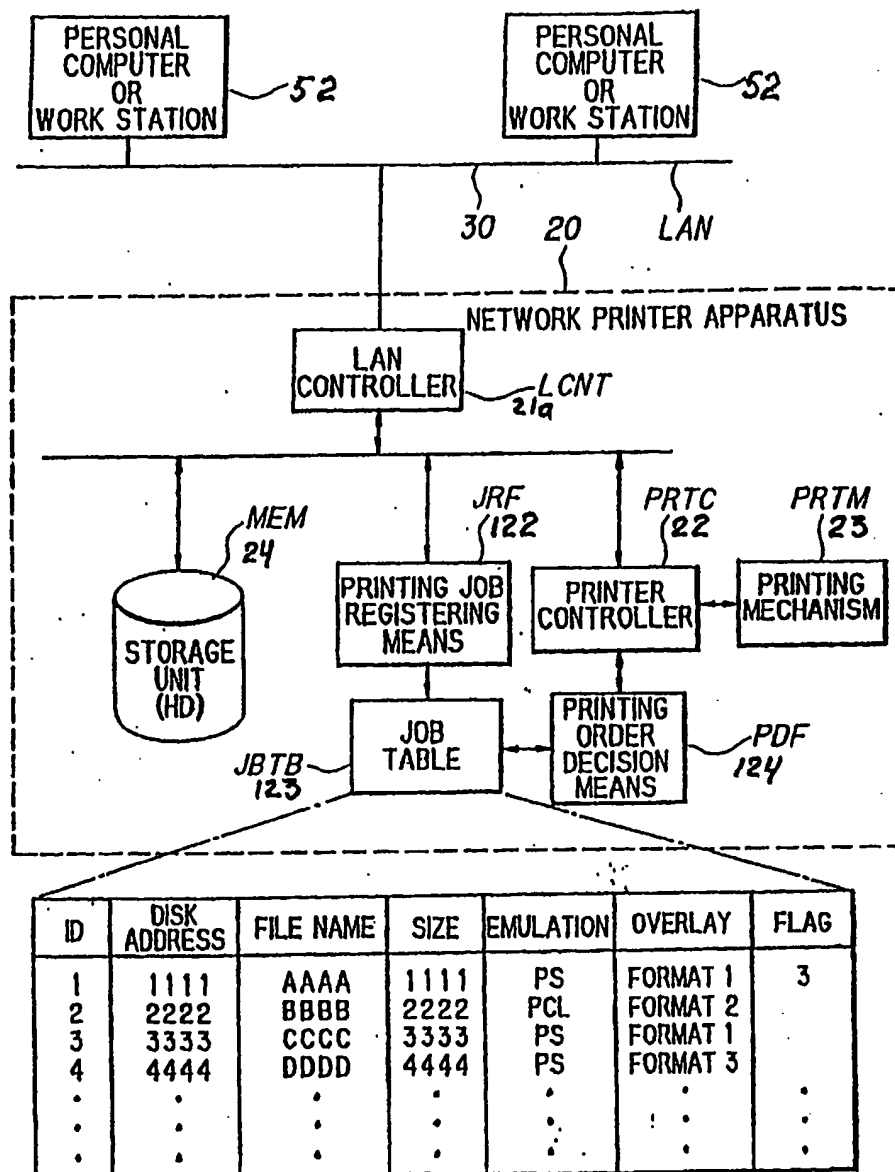 PERSONAL
COMPUTER
OR
WORK STATION
52
PERSONAL
COMPUTER
OR
WORK STATION
52
30
20
LAN
NETWORK PRINTER APPARATUS
LAN
CONTROLLER
LCNT
21a
MEM
24
JRF
122
PRTC
22
PRTM
23
STORAGE
UNIT
(HD)
PRINTING JOB
REGISTERING
MEANS
PRINTER
CONTROLLER
PRINTING
MECHANISM
JBTB
123
JOB
TABLE
PRINTING
ORDER
DECISION
MEANS
PDF
124
ID DISK ADDRESS FILE NAME SIZE EMULATION OVERLAY FLAG
1 1111 AAAA 1111 PS FORMAT 1 3
2 2222 BBBB 2222 PCL FORMAT 2
3 3333 CCCC 3333 PS FORMAT 1
4 4444 DDDD 4444 PS FORMAT 3